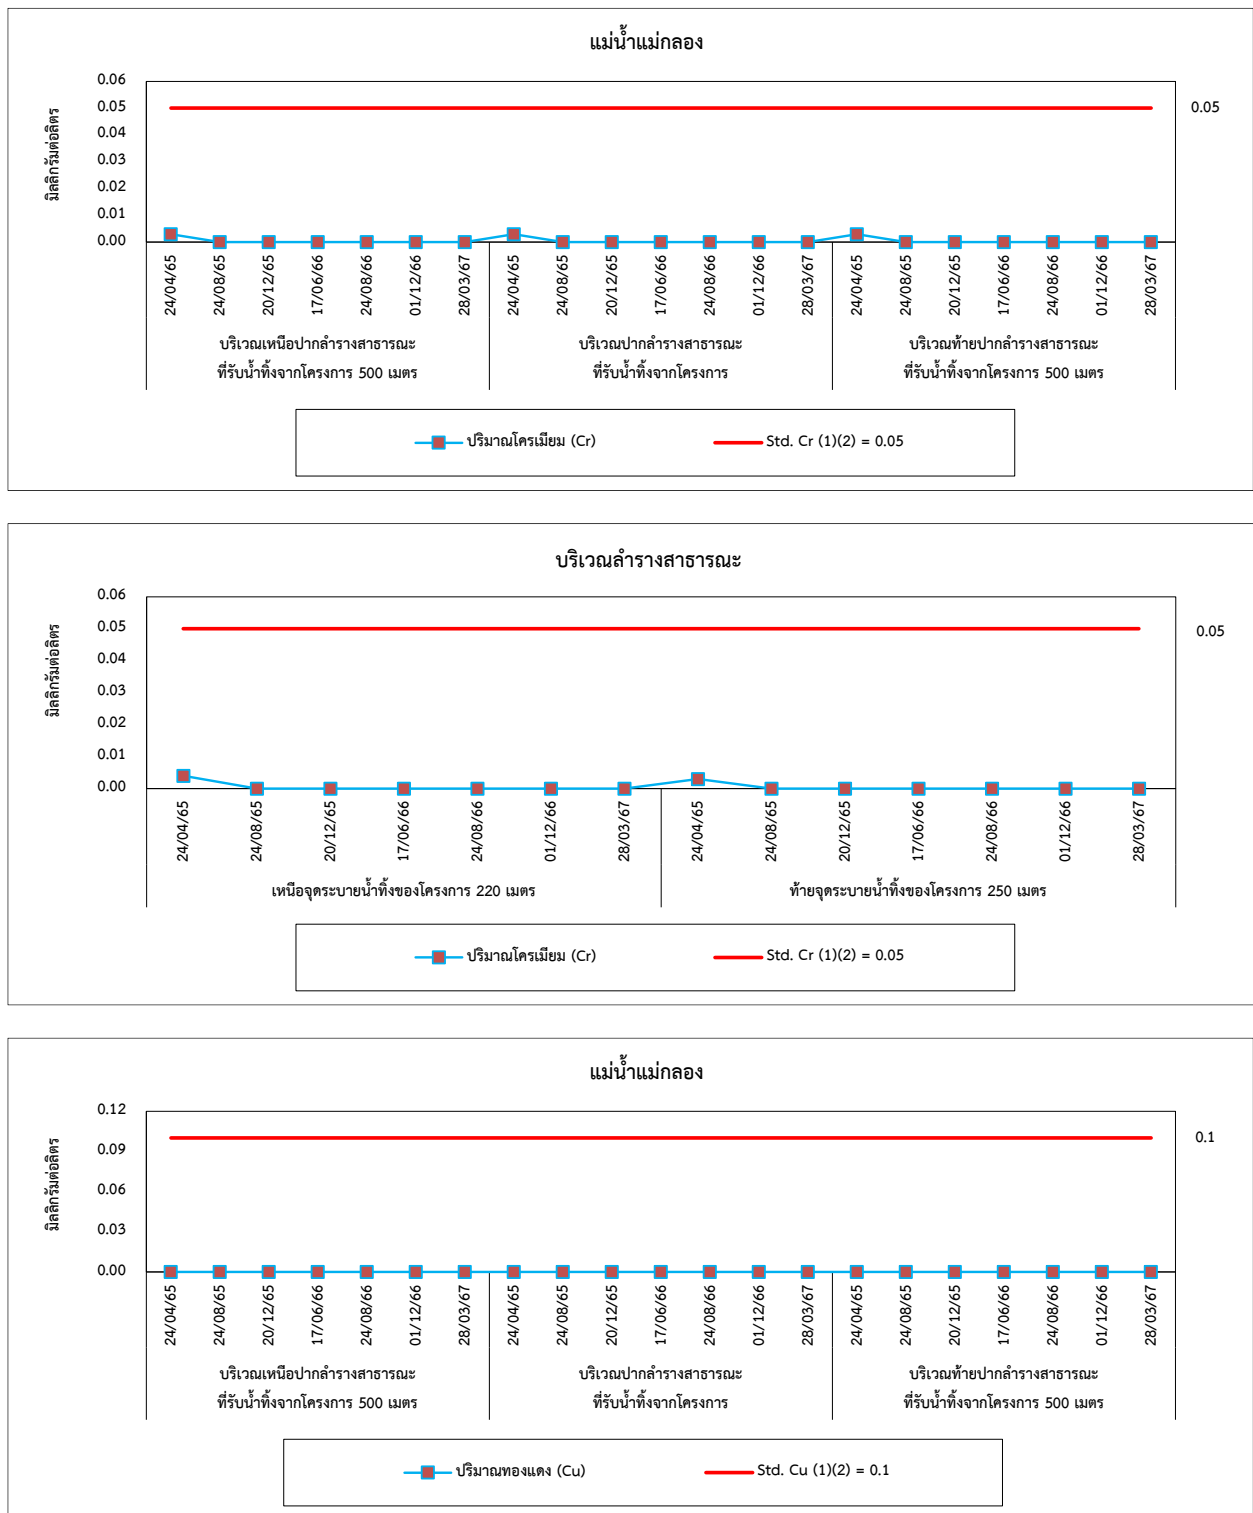 แม่น้ำแม่กลอง
มิลลิกรัมต่อลิตร
0.06
0.05
0.04
0.03
0.02
0.01
0.00
0.05
24/04/65 24/08/65 20/12/65 17/06/66 24/08/66 01/12/66 28/03/67 24/04/65 24/08/65 20/12/65 17/06/66 24/08/66 01/12/66 28/03/67 24/04/65 24/08/65 20/12/65 17/06/66 24/08/66 01/12/66 28/03/67
บริเวณเหนือปากลำรางสาธารณะ บริเวณปากลำรางสาธารณะ บริเวณท้ายปากลำรางสาธารณะ
ที่รับน้ำทิ้งจากโครงการ 500 เมตร ที่รับน้ำทิ้งจากโครงการ ที่รับน้ำทิ้งจากโครงการ 500 เมตร
ปริมาณโครเมียม (Cr) Std. Cr (1)(2) = 0.05
บริเวณลำรางสาธารณะ
มิลลิกรัมต่อลิตร
0.06
0.05
0.04
0.03
0.02
0.01
0.00
0.05
24/04/65 24/08/65 20/12/65 17/06/66 24/08/66 01/12/66 28/03/67 24/04/65 24/08/65 20/12/65 17/06/66 24/08/66 01/12/66 28/03/67
เหนือจุดระบายน้ำทิ้งของโครงการ 220 เมตร ท้ายจุดระบายน้ำทิ้งของโครงการ 250 เมตร
ปริมาณโครเมียม (Cr) Std. Cr (1)(2) = 0.05
แม่น้ำแม่กลอง
มิลลิกรัมต่อลิตร
0.12
0.09
0.06
0.03
0.00
0.1
24/04/65 24/08/65 20/12/65 17/06/66 24/08/66 01/12/66 28/03/67 24/04/65 24/08/65 20/12/65 17/06/66 24/08/66 01/12/66 28/03/67 24/04/65 24/08/65 20/12/65 17/06/66 24/08/66 01/12/66 28/03/67
บริเวณเหนือปากลำรางสาธารณะ บริเวณปากลำรางสาธารณะ บริเวณท้ายปากลำรางสาธารณะ
ที่รับน้ำทิ้งจากโครงการ 500 เมตร ที่รับน้ำทิ้งจากโครงการ ที่รับน้ำทิ้งจากโครงการ 500 เมตร
ปริมาณทองแดง (Cu) Std. Cu (1)(2) = 0.1